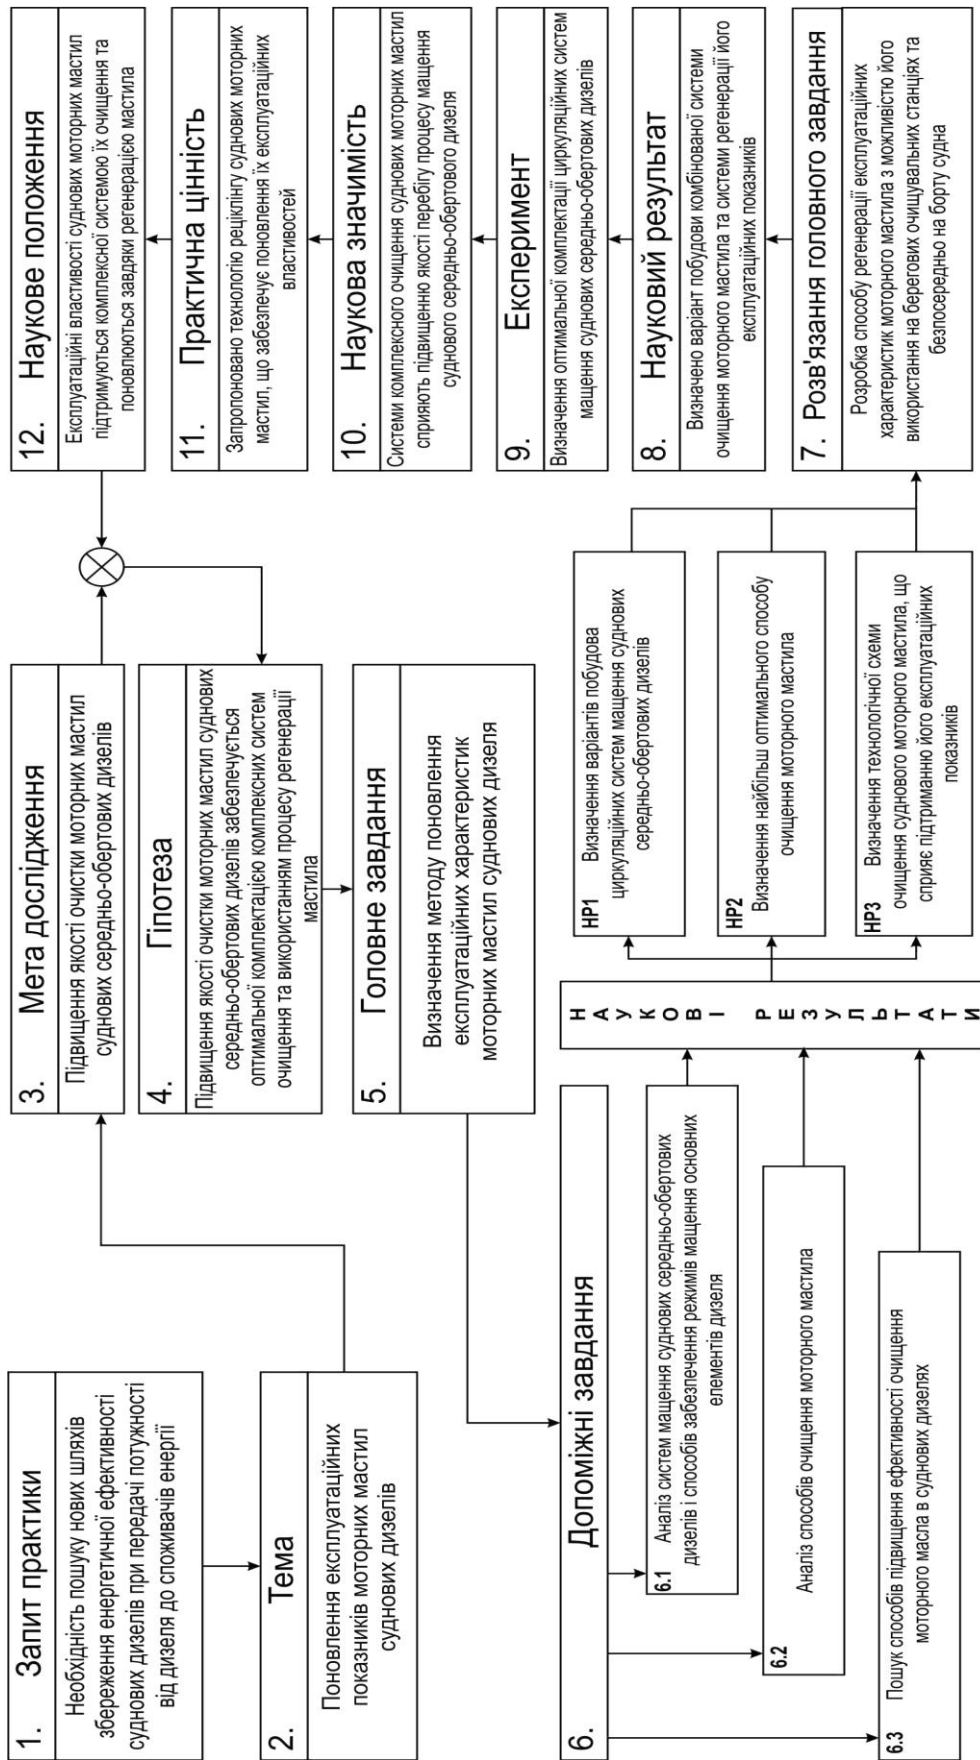 1. Запит практики
Необхідність пошуку нових шляхів
збереження енергетичної ефективності
суднових дизелів при передачі потужності
від дизеля до споживачів енергії
2. Тема
Поновлення експлуатаційних
показників моторних мастил
суднових дизелів
3. Мета дослідження
Підвищення якості очистки моторних мастил
суднових середньо-обертових дизелів
4. Гіпотеза
Підвищення якості очистки моторних мастил суднових
середньо-обертових дизелів забезпечується
оптимальної комплектацією комплексних систем
очищення та використанням процесу регенерації
мастила
5. Головне завдання
Визначення методу поновлення
експлуатаційних характеристик
моторних мастил суднових дизеля
6. Допоміжні завдання
6.1 Аналіз систем мащення суднових середньо-обертових
дизелів і способів забезпечення режимів мащення основних
елементів дизеля
6.2 Аналіз способів очищення моторного мастила
6.3 Пошук способів підвищення ефективності очищення
моторного масла в суднових дизелях
НАУКОВІ РЕЗУЛЬТАТИ
НР1 Визначення варіантів побудова
циркуляційних систем мащення суднових
середньо-обертових дизелів
НР2 Визначення найбільш оптимального способу
очищення моторного мастила
НР3 Визначення технологічної схеми
очищення суднового моторного мастила, що
сприяє підтриманню його експлуатаційних
показників
7. Розв'язання головного завдання
Розробка способу регенерації експлуатаційних
характеристик моторного мастила з можливістю його
використання на берегових очищувальних станціях та
безпосередньо на борту судна
8. Науковий результат
Визначено варіант побудови комбінованої системи
очищення моторного мастила та системи регенерації його
експлуатаційних показників
9. Експеримент
Визначення оптимальної комплектації циркуляційних систем
мащення суднових середньо-обертових дизелів
10. Наукова значимість
Системи комплектного очищення суднових моторних мастил
сприяють підвищенню якості перебігу процесу мащення
суднового середньо-обертового дизеля
11. Практична цінність
Запропоновано технологію рецікпінгу суднових моторних
мастил, що забезпечує поновлення їх експлуатаційних
властивостей
12. Наукове положення
Експлуатаційні властивості суднових моторних мастил
підтримуються комплексної системою їх очищення та
поновлюються завдяки регенерацією мастила